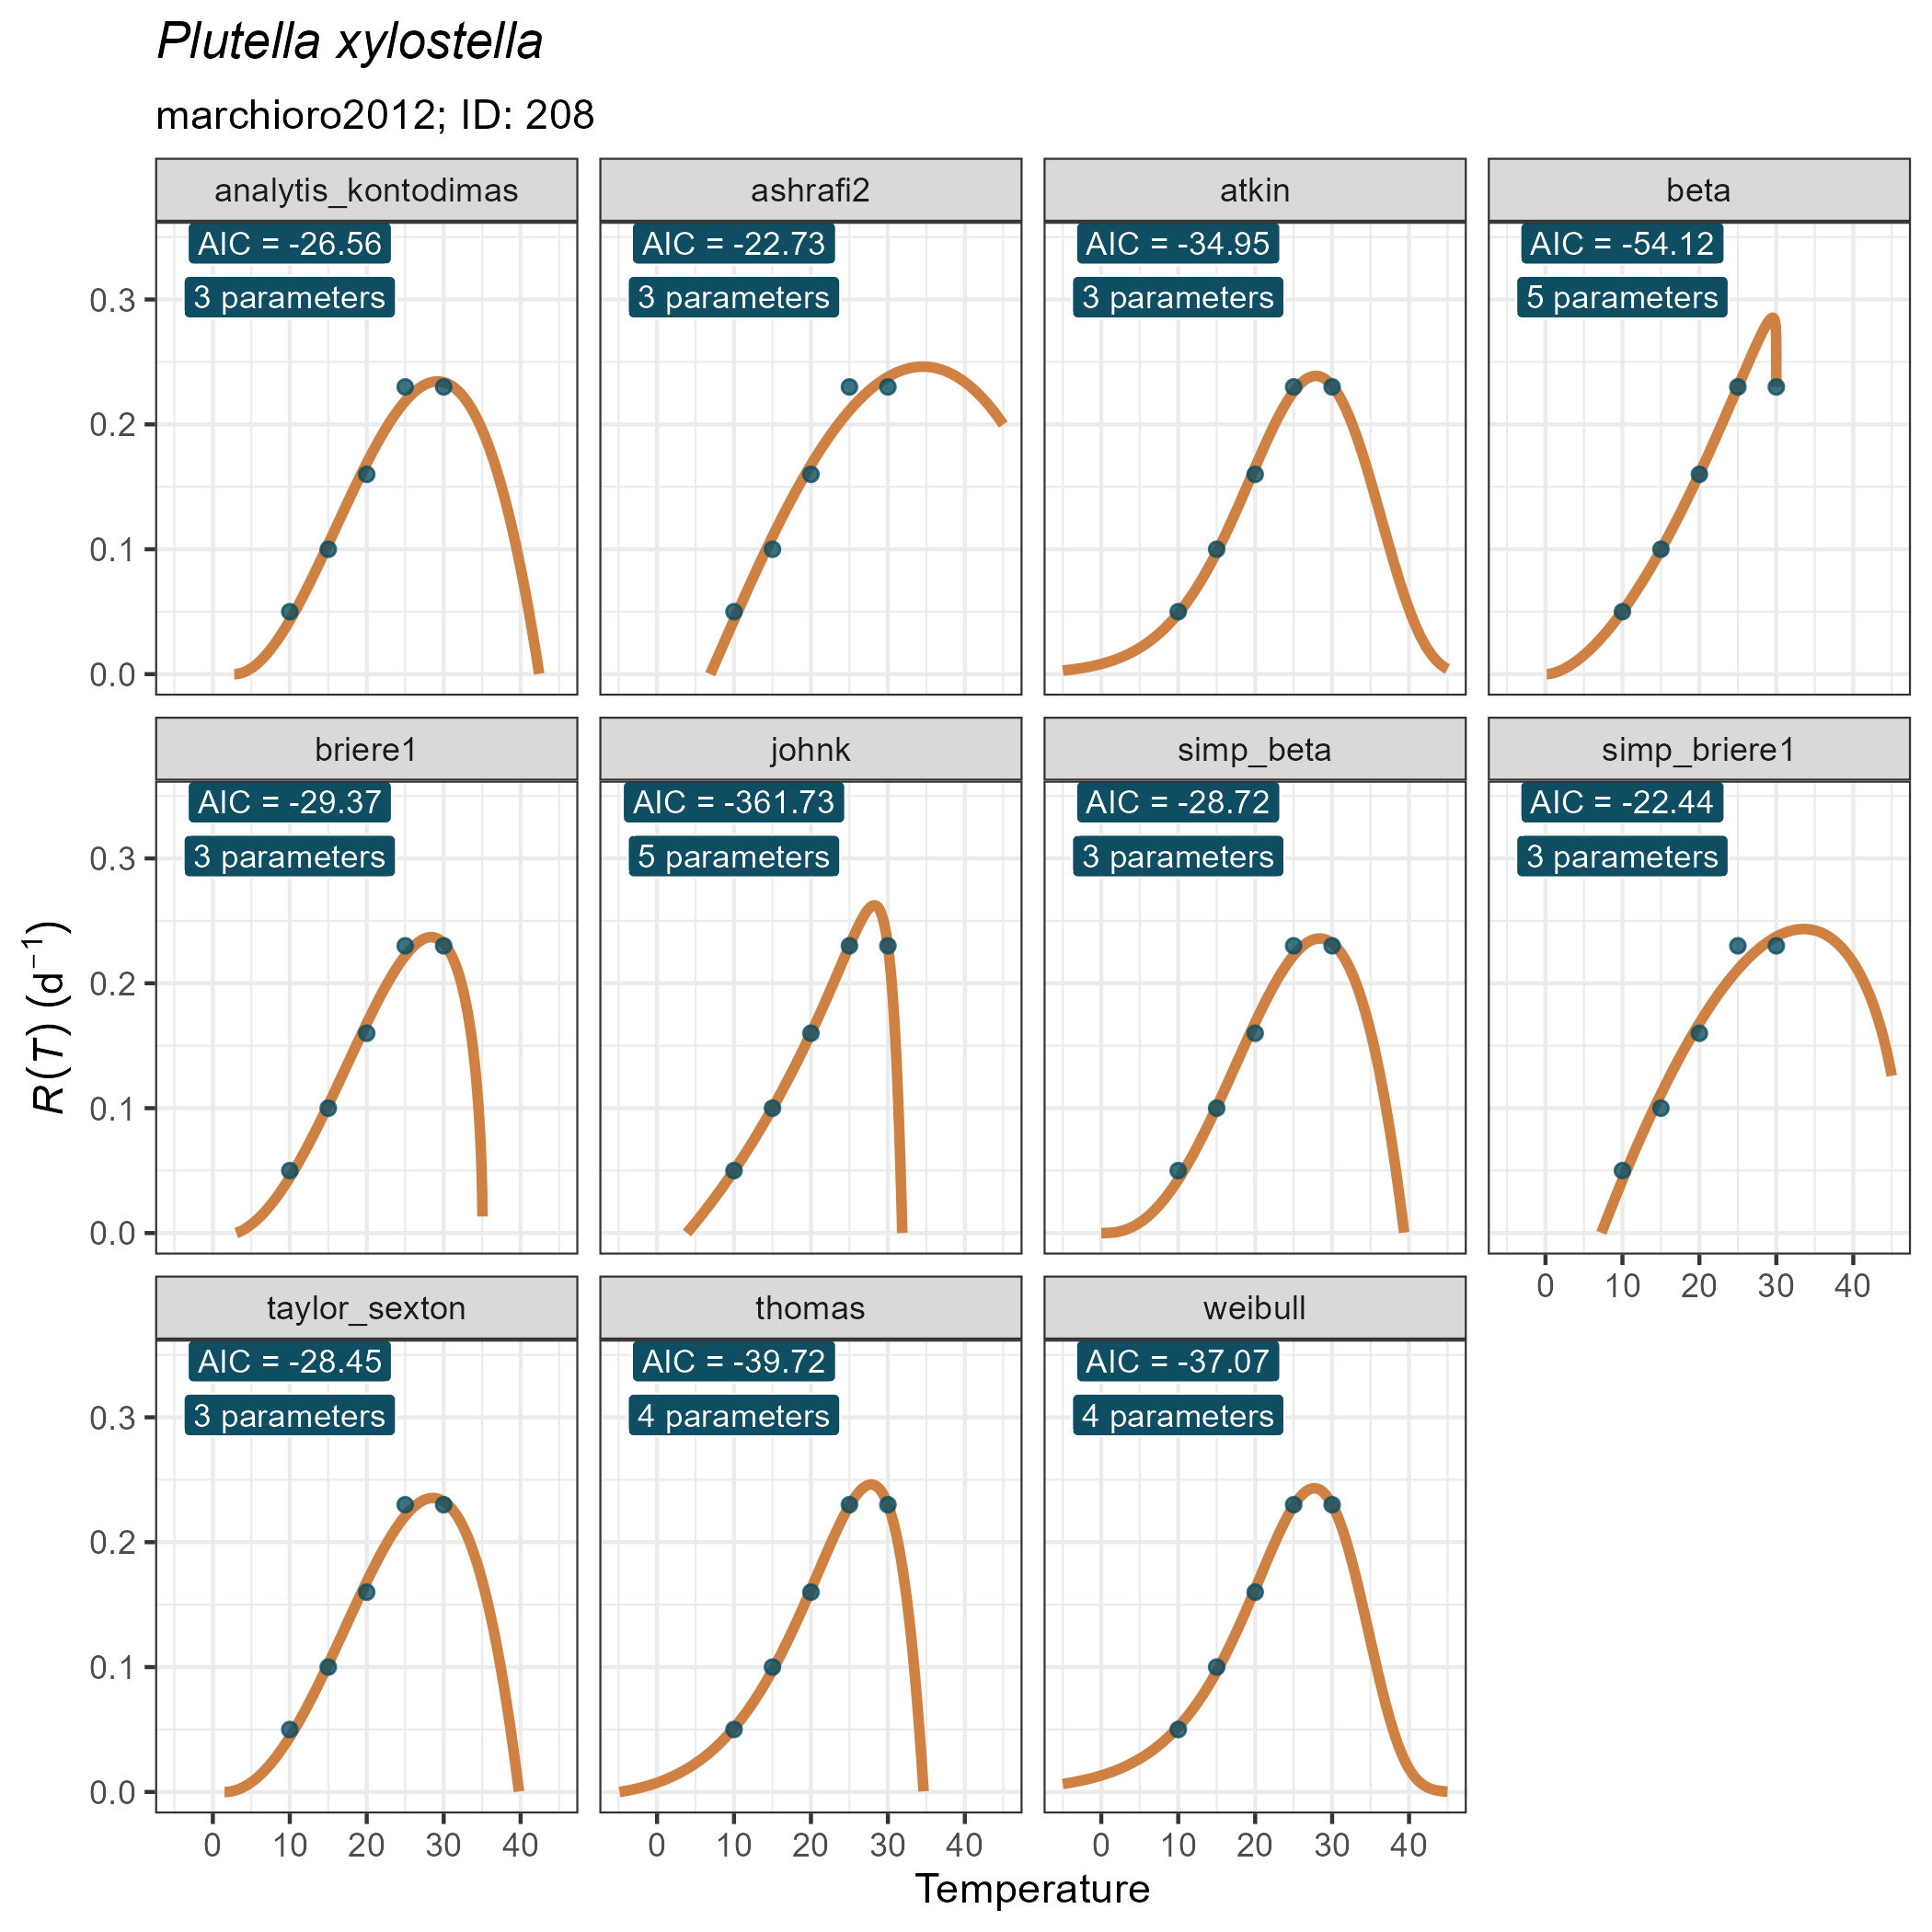 Plutella xylostella
marchioro2012; ID: 208
analytis_kontodimas
AIC = -26.56
3 parameters
ashrafi2
AIC = -22.73
3 parameters
atkin
AIC = -34.95
3 parameters
beta
AIC = -54.12
5 parameters
0.3
0.2
0.1
0.0
briere1
AIC = -29.37
3 parameters
johnk
AIC = -361.73
5 parameters
simp_beta
AIC = -28.72
3 parameters
simp_briere1
AIC = -22.44
3 parameters
0.3
0.2
0.1
0.0
0 10 20 30 40
R(T) (d⁻¹)
taylor_sexton
AIC = -28.45
3 parameters
thomas
AIC = -39.72
4 parameters
weibull
AIC = -37.07
4 parameters
0.3
0.2
0.1
0.0
0 10 20 30 40
0 10 20 30 40
0 10 20 30 40
Temperature